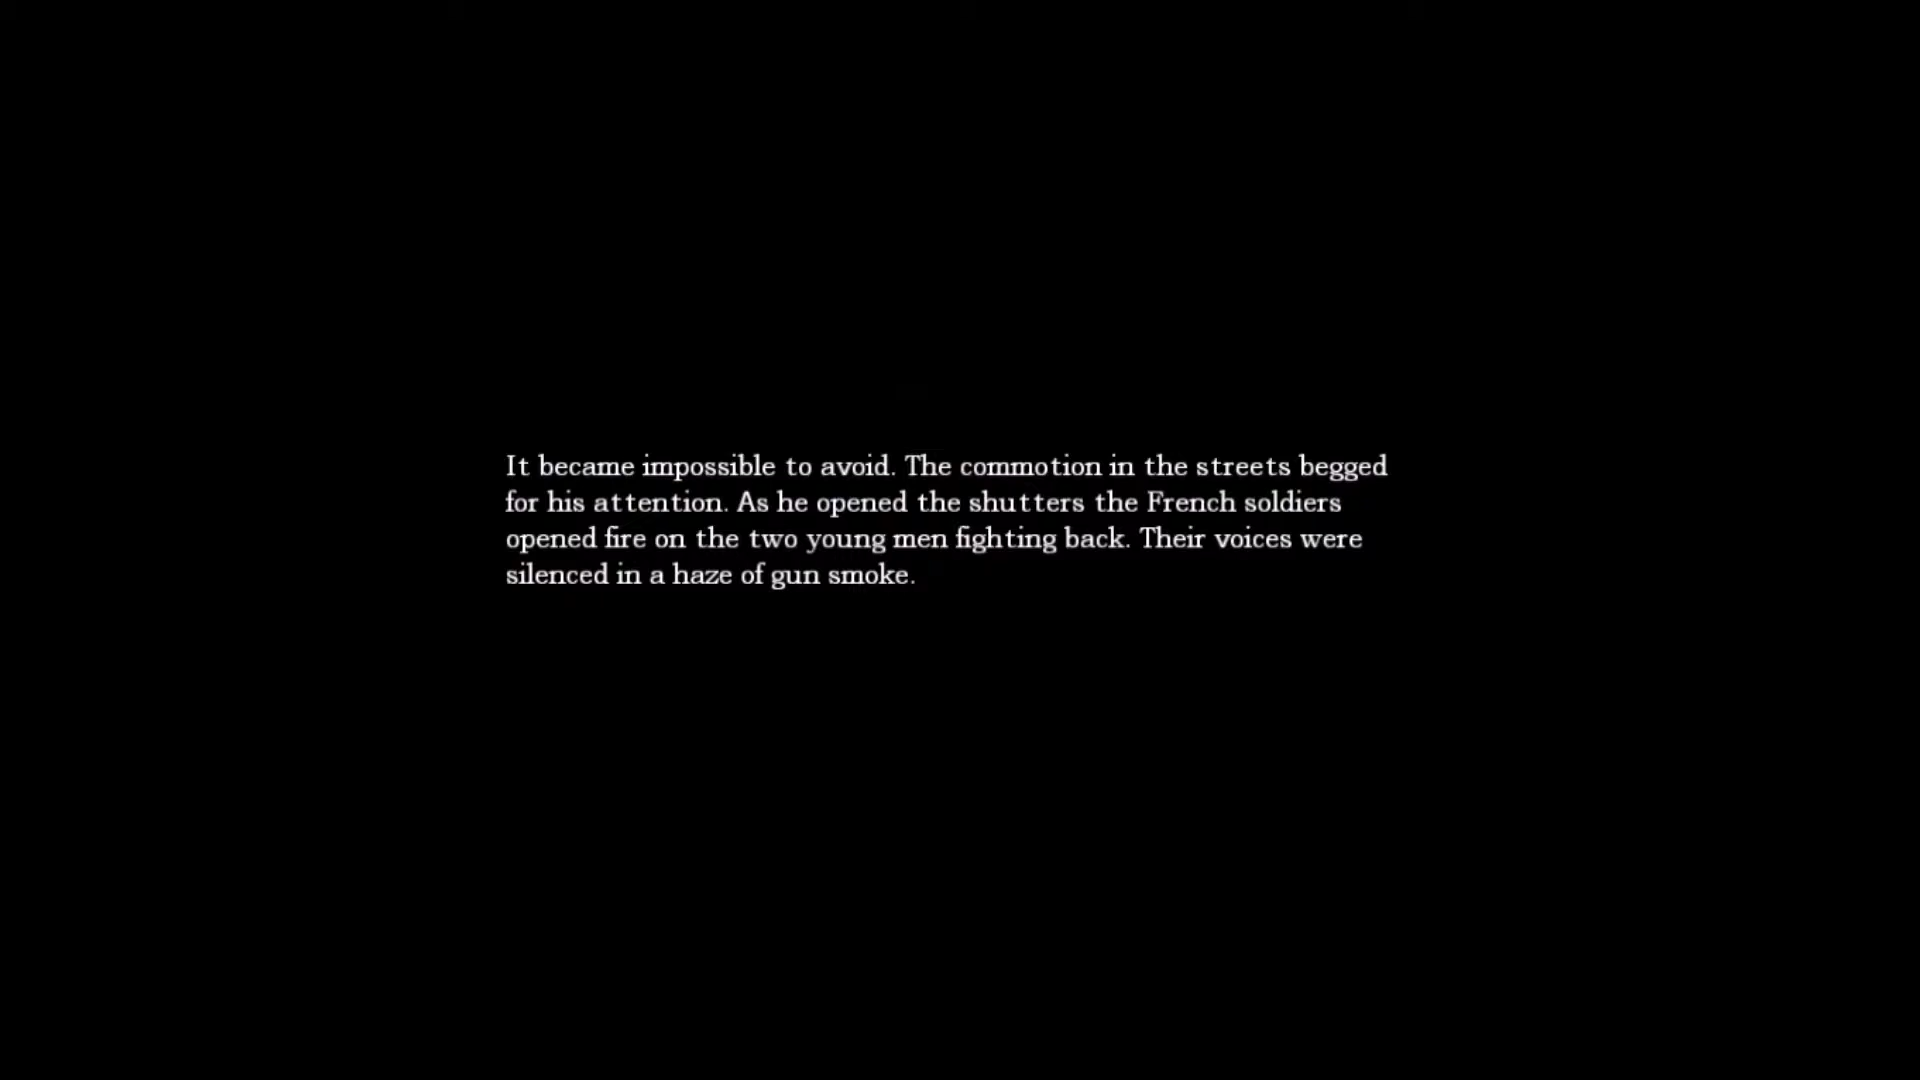 It became impossible to avoid. The commotion in the streets begged
for his attention. As he opened the shutters the French soldiers
opened fire on the two young men fighting back. Their voices were
silenced in a haze of gun smoke.